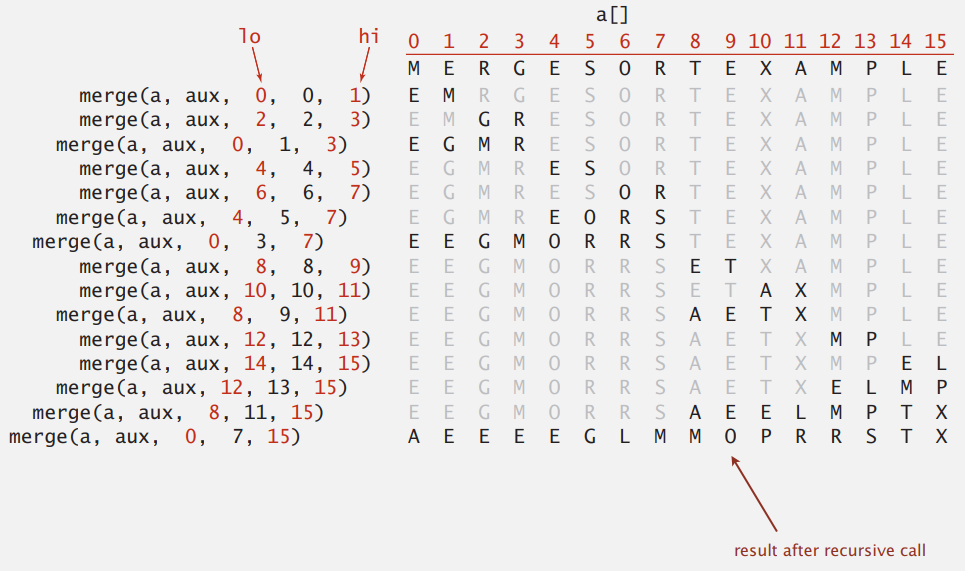 a[]
lo hi 0 1 2 3 4 5 6 7 8 9 10 11 12 13 14 15
M E R G E S O R T E X A M P L E
merge(a, aux, 0, 0, 1) E M R G E S O R T E X A M P L E
merge(a, aux, 2, 2, 3) E M G R E S O R T E X A M P L E
merge(a, aux, 0, 1, 3) E G M R E S O R T E X A M P L E
merge(a, aux, 4, 4, 5) E G M R E S O R T E X A M P L E
merge(a, aux, 6, 6, 7) E G M R E S O R T E X A M P L E
merge(a, aux, 4, 5, 7) E G M R E O R S T E X A M P L E
merge(a, aux, 0, 3, 7) E E G M O R R S T E X A M P L E
merge(a, aux, 8, 8, 9) E E G M O R R S E T X A M P L E
merge(a, aux, 10, 10, 11) E E G M O R R S E T A X M P L E
merge(a, aux, 8, 9, 11) E E G M O R R S A E T X M P L E
merge(a, aux, 12, 12, 13) E E G M O R R S A E T X M P L E
merge(a, aux, 14, 14, 15) E E G M O R R S A E T X M P E L
merge(a, aux, 12, 13, 15) E E G M O R R S A E T X E L M P
merge(a, aux, 8, 11, 15) E E G M O R R S A E E L M P T X
merge(a, aux, 0, 7, 15) A E E E E G L M M O P R R S T X
result after recursive call